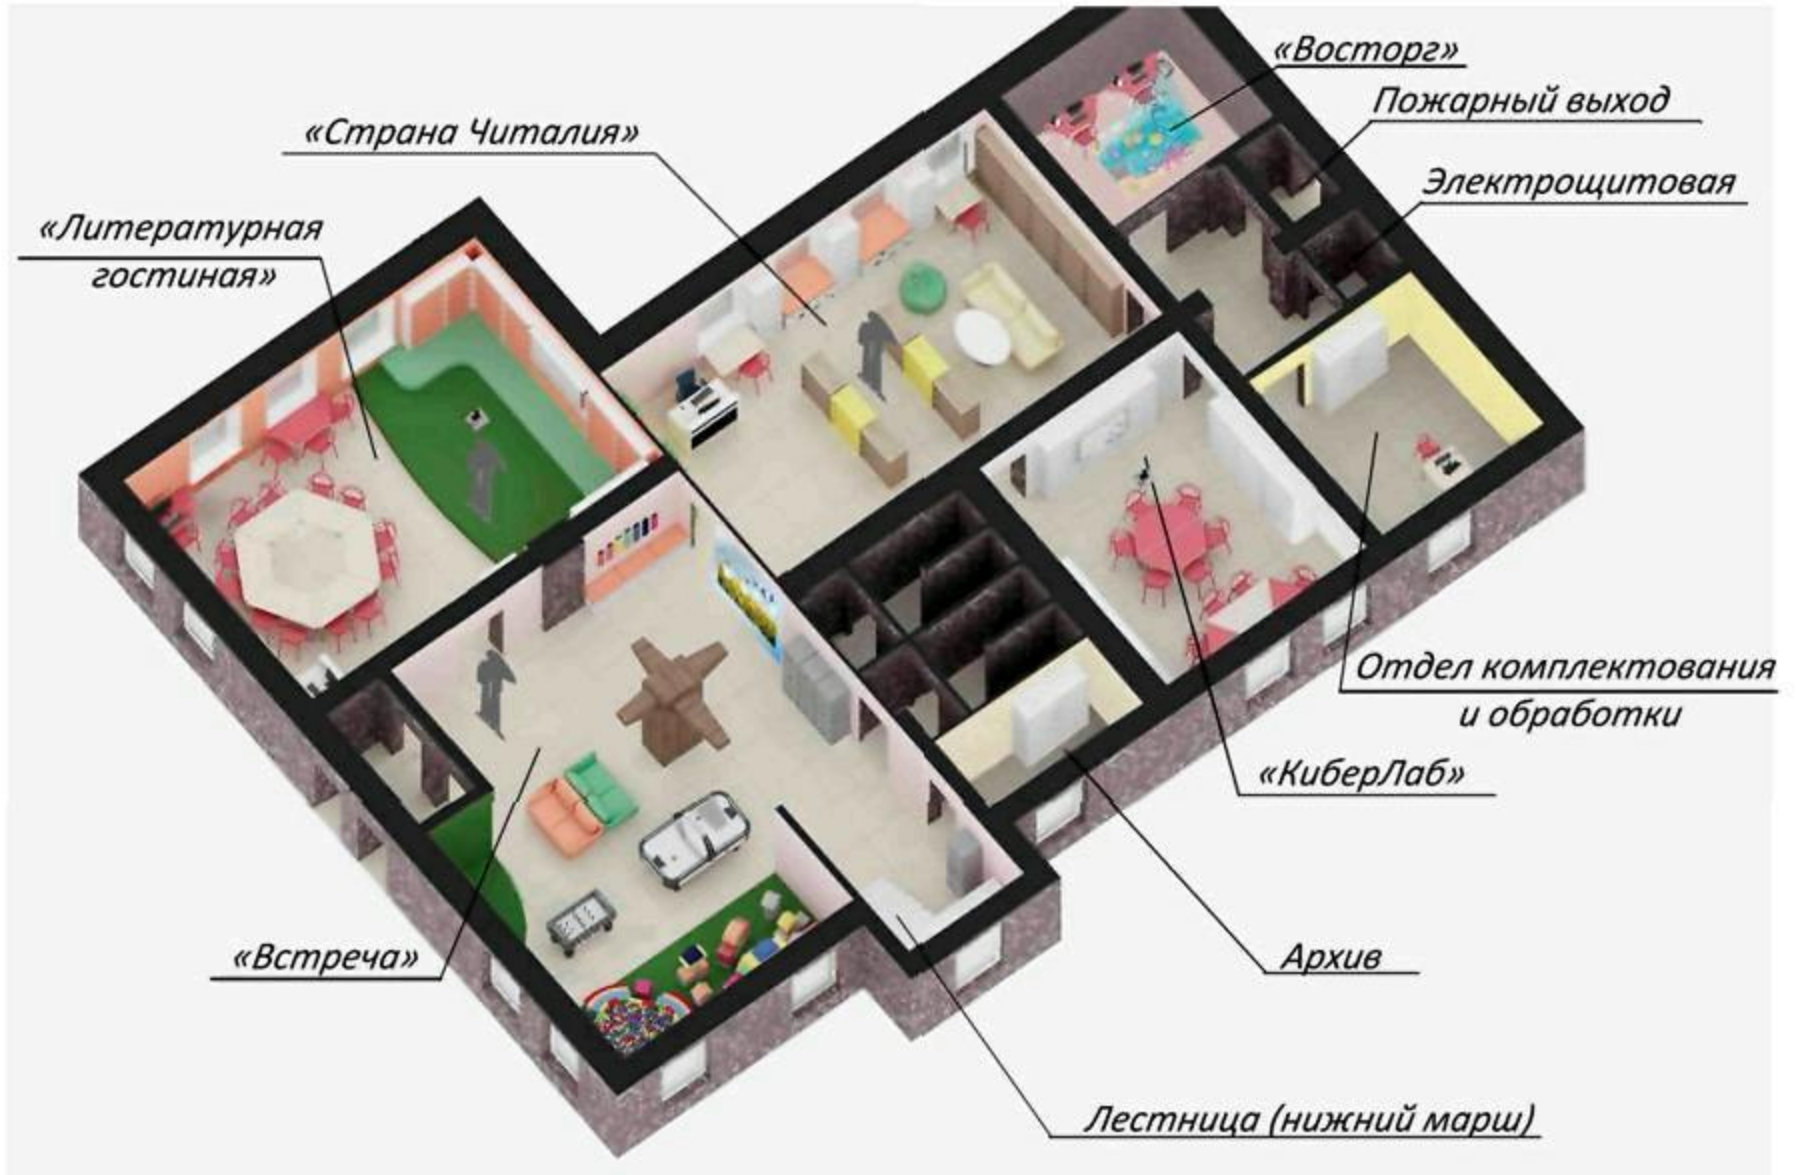 «Восторг»
Пожарный выход
«Страна Читалия»
Электрощитовая
«Литературная
гостиная»
Отдел комплектования
и обработки
«КиберЛаб»
«Встреча»
Архив
Лестница (нижний марш)